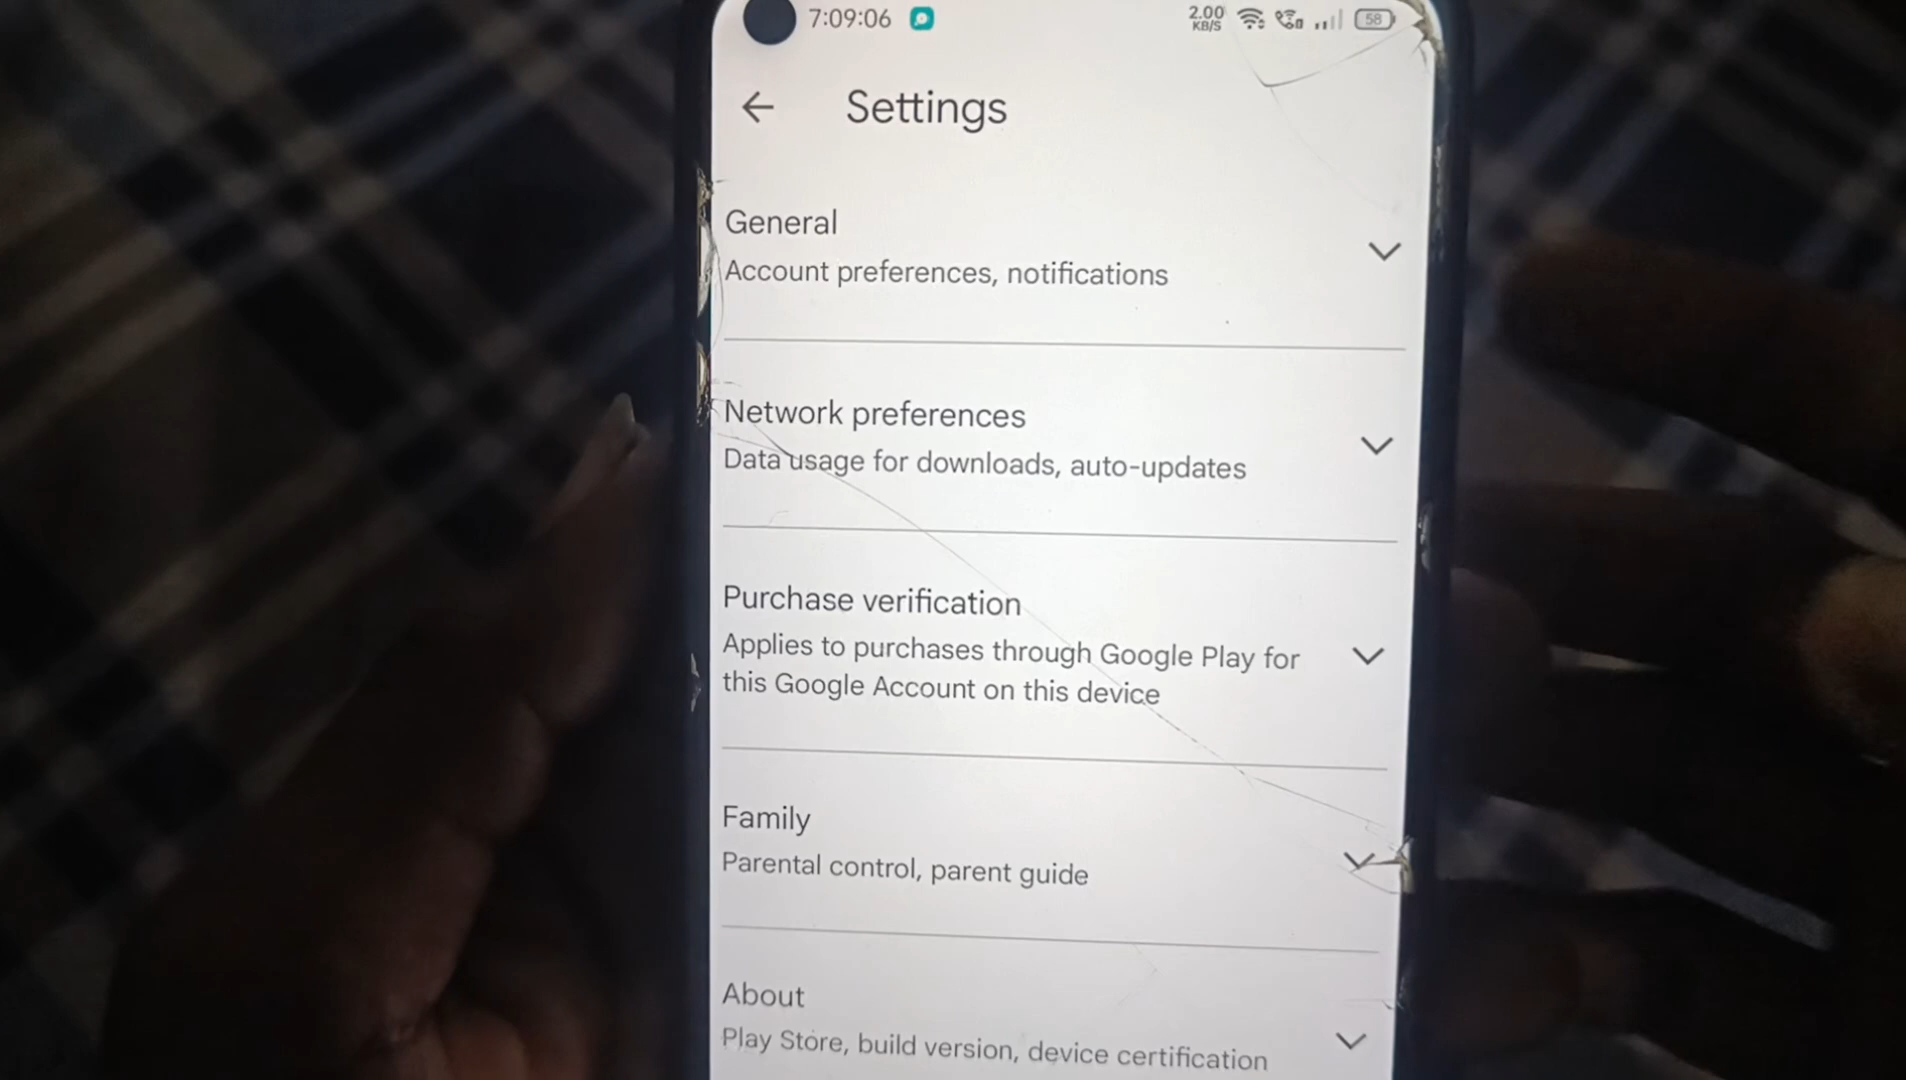 7:09:06 2.00 KB/S 58
Settings
General
Account preferences, notifications
Network preferences
Data usage for downloads, auto-updates
Purchase verification
Applies to purchases through Google Play for
this Google Account on this device
Family
Parental control, parent guide
About
Play Store, build version, device certification